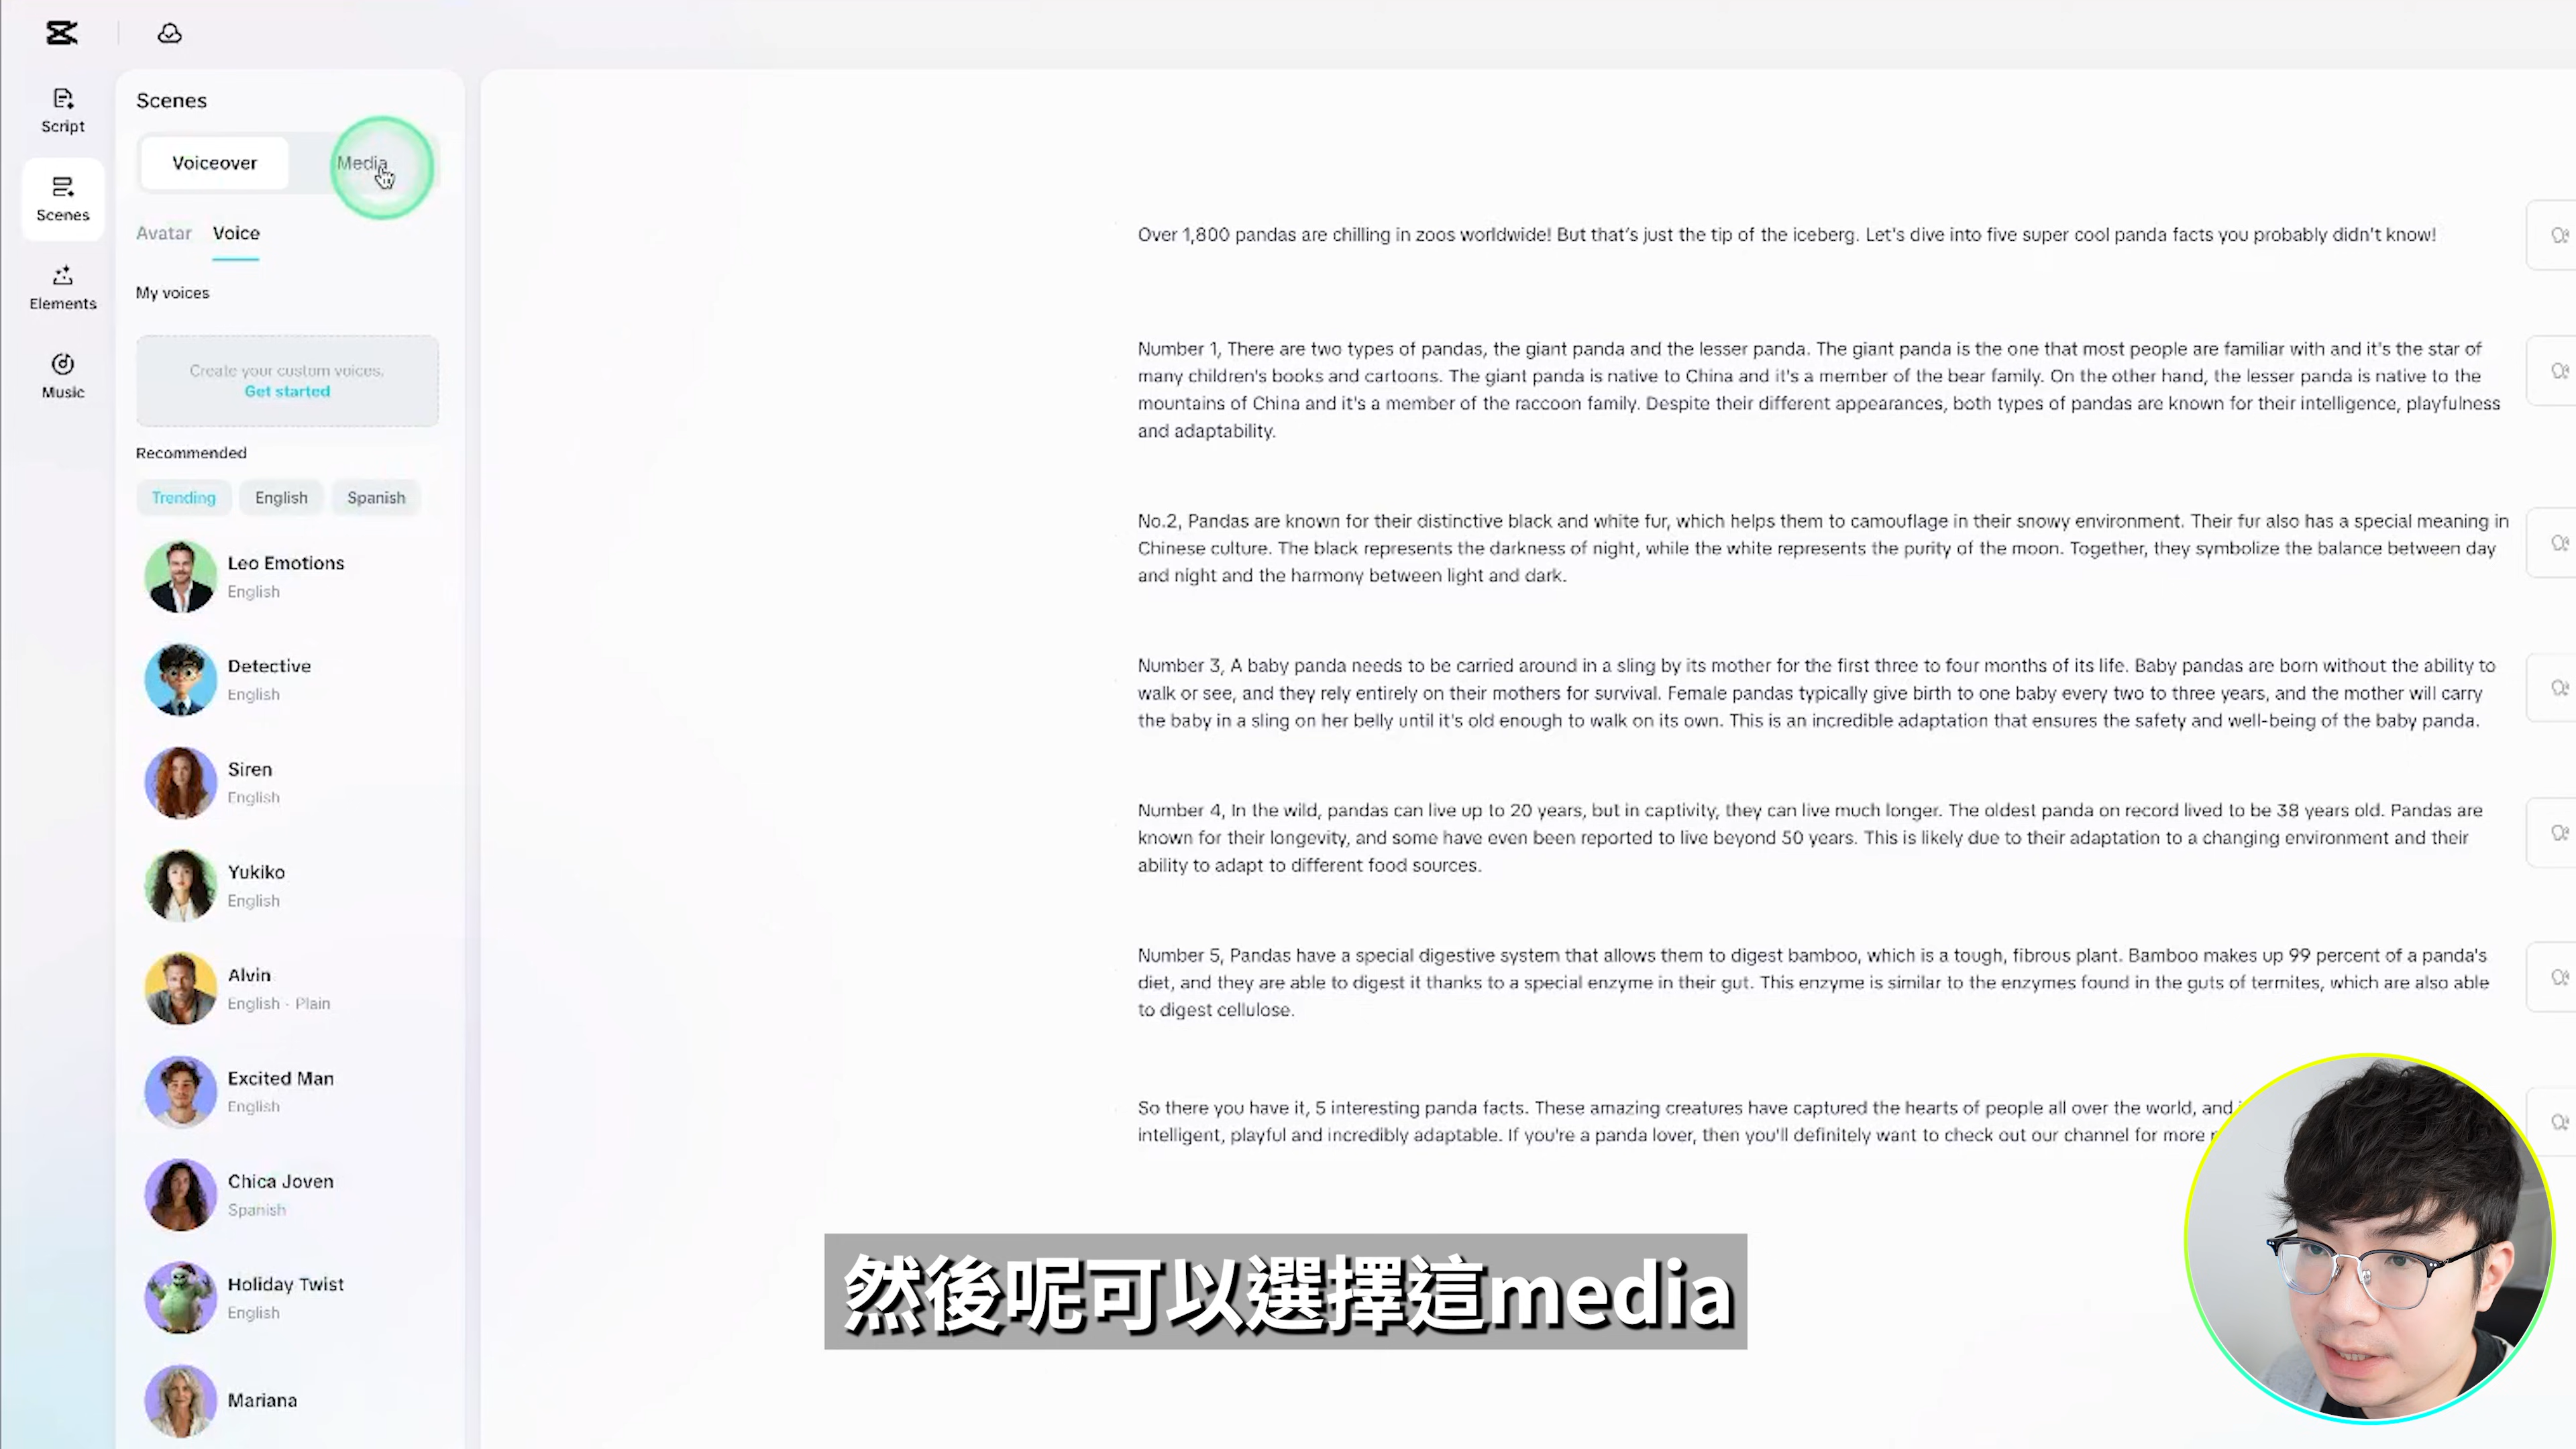 Script
Scenes
Elements
Music
Scenes
Voiceover
Media
Avatar
Voice
My voices
Create your custom voices.
Get started
Recommended
Trending
English
Spanish
Leo Emotions
English
Detective
English
Siren
English
Yukiko
English
Alvin
English · Plain
Excited Man
English
Chica Joven
Spanish
Holiday Twist
English
Mariana
Over 1,800 pandas are chilling in zoos worldwide! But that's just the tip of the iceberg. Let's dive into five super cool panda facts you probably didn't know!
Number 1, There are two types of pandas, the giant panda and the lesser panda. The giant panda is the one that most people are familiar with and it's the star of
many children's books and cartoons. The giant panda is native to China and it's a member of the bear family. On the other hand, the lesser panda is native to the
mountains of China and it's a member of the raccoon family. Despite their different appearances, both types of pandas are known for their intelligence, playfulness
and adaptability.
No.2, Pandas are known for their distinctive black and white fur, which helps them to camouflage in their snowy environment. Their fur also has a special meaning in
Chinese culture. The black represents the darkness of night, while the white represents the purity of the moon. Together, they symbolize the balance between day
and night and the harmony between light and dark.
Number 3, A baby panda needs to be carried around in a sling by its mother for the first three to four months of its life. Baby pandas are born without the ability to
walk or see, and they rely entirely on their mothers for survival. Female pandas typically give birth to one baby every two to three years, and the mother will carry
the baby in a sling on her belly until it's old enough to walk on its own. This is an incredible adaptation that ensures the safety and well-being of the baby panda.
Number 4, In the wild, pandas can live up to 20 years, but in captivity, they can live much longer. The oldest panda on record lived to be 38 years old. Pandas are
known for their longevity, and some have even been reported to live beyond 50 years. This is likely due to their adaptation to a changing environment and their
ability to adapt to different food sources.
Number 5, Pandas have a special digestive system that allows them to digest bamboo, which is a tough, fibrous plant. Bamboo makes up 99 percent of a panda's
diet, and they are able to digest it thanks to a special enzyme in their gut. This enzyme is similar to the enzymes found in the guts of termites, which are also able
to digest cellulose.
So there you have it, 5 interesting panda facts. These amazing creatures have captured the hearts of people all over the world, and
intelligent, playful and incredibly adaptable. If you're a panda lover, then you'll definitely want to check out our channel for more
然後呢可以選擇這media